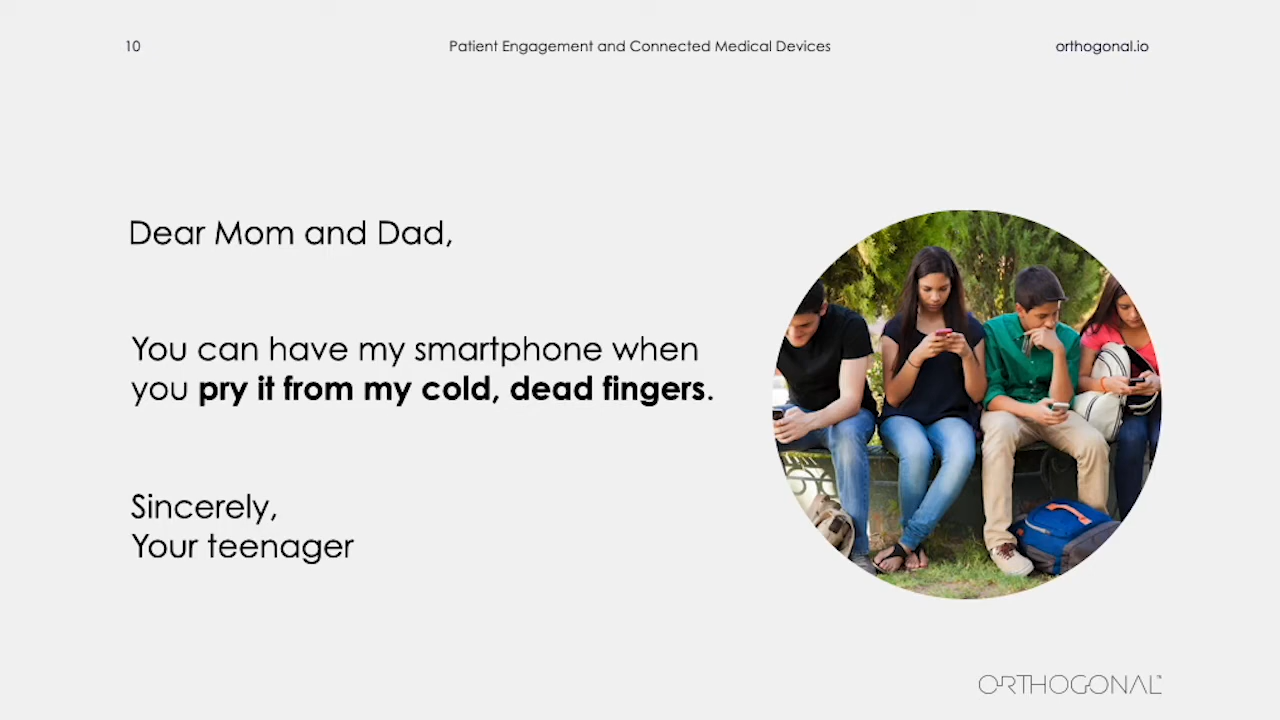 10
Patient Engagement and Connected Medical Devices
orthogonal.io
Dear Mom and Dad,
You can have my smartphone when
you pry it from my cold, dead fingers.
Sincerely,
Your teenager
ORTHOGONAL™